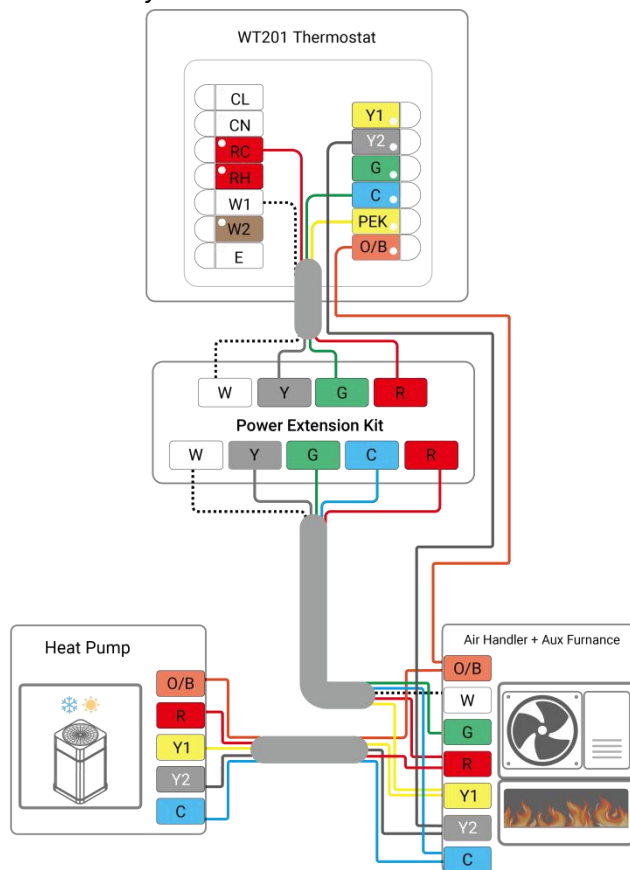 WT201 Thermostat
CL
CN
RC
RH
W1
W2
E
Y1
Y2
G
C
PEK
O/B
W Y G R
Power Extension Kit
W Y G C R
Heat Pump
O/B
R
Y1
Y2
C
Air Handler + Aux Furnance
O/B
W
G
R
Y1
Y2
C